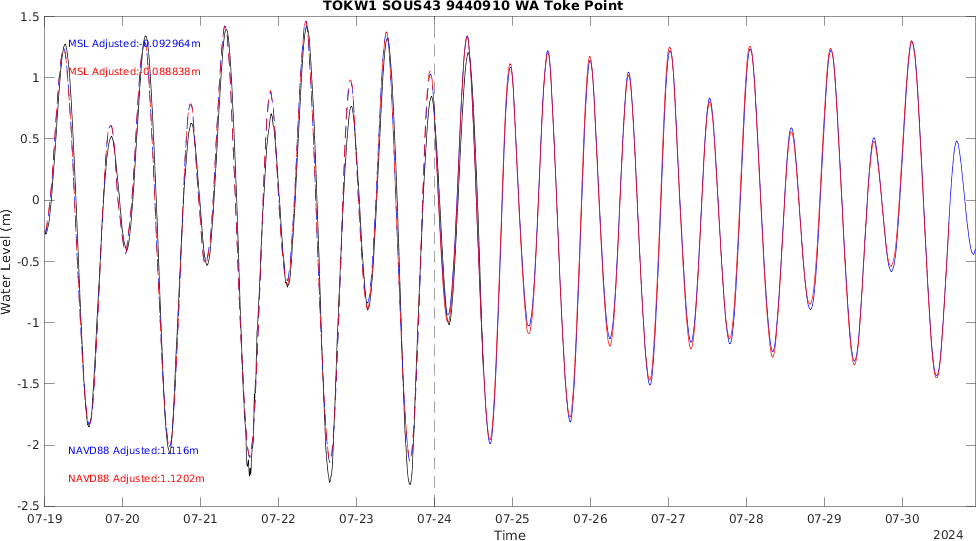 TOKW1 SOUS43 9440910 WA Toke Point
1.5
1
0.5
0
-0.5
-1
-1.5
-2
-2.5
Water Level (m)
MSL Adjusted:-0.092964m
MSL Adjusted:-0.088838m
NAVD88 Adjusted:1.116m
NAVD88 Adjusted:1.1202m
07-19 07-20 07-21 07-22 07-23 07-24 07-25 07-26 07-27 07-28 07-29 07-30
Time
2024